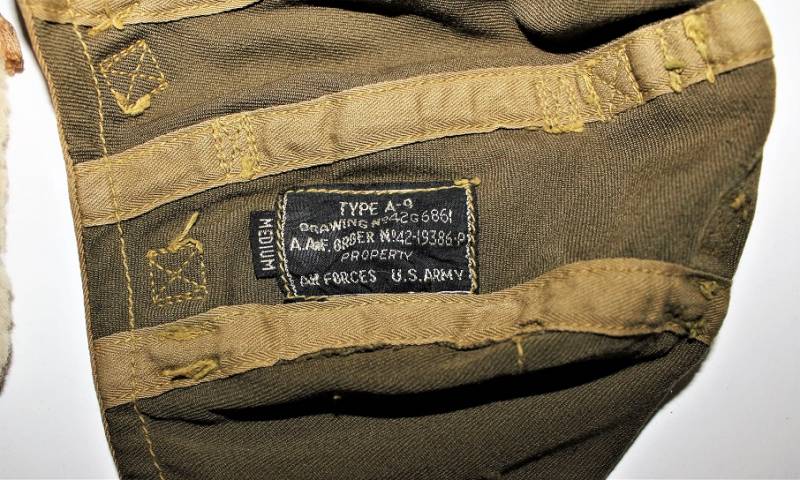 TYPE A-9
DRAWING No 42G6861
A.A.F. ORDER No 42-19386-P
PROPERTY
AIR FORCES U.S. ARMY
MEDIUM